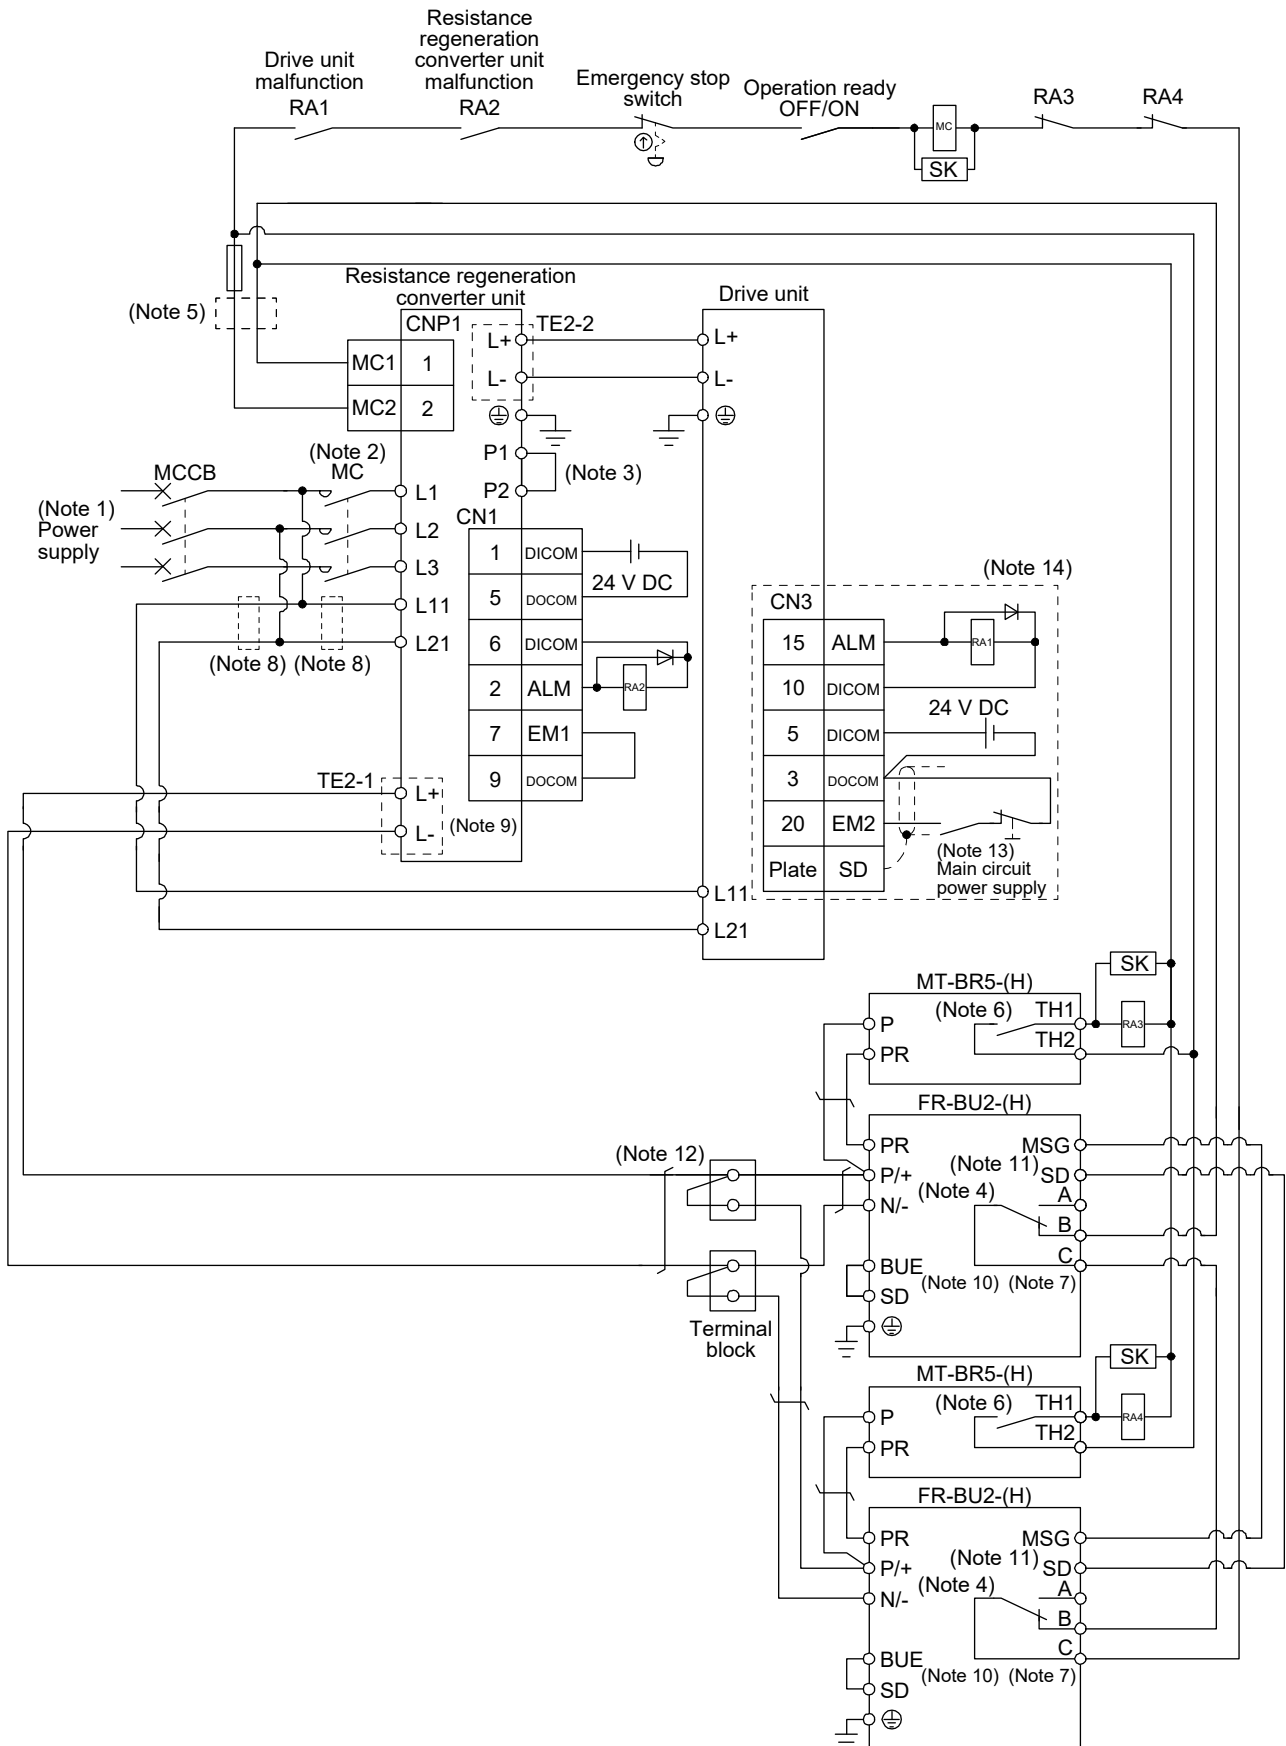 Resistance
regeneration
converter unit
malfunction
RA2
Drive unit
malfunction
RA1
Emergency stop
switch
Operation ready
OFF/ON
MC
SK
RA3
RA4
(Note 5)
Resistance regeneration
converter unit
CNP1
MC1 1
MC2 2
TE2-2
L+
L-
P1
P2
(Note 3)
Drive unit
L+
L-
(Note 2)
MC
MCCB
(Note 1)
Power
supply
L1
L2
L3
L11
L21
(Note 8) (Note 8)
CN1
1 DICOM
5 DOCOM
6 DICOM
2 ALM
7 EM1
9 DOCOM
24 V DC
RA2
TE2-1
L+
L-
(Note 9)
(Note 14)
CN3
15 ALM
10 DICOM
5 DICOM
3 DOCOM
20 EM2
Plate SD
RA1
24 V DC
(Note 13)
Main circuit
power supply
L11
L21
SK
MT-BR5-(H)
P
PR
(Note 6)
TH1
TH2
RA3
FR-BU2-(H)
PR
P/+
N/-
BUE
SD
MSG
(Note 11)
SD
(Note 4)
A
B
C
(Note 10) (Note 7)
(Note 12)
Terminal
block
SK
MT-BR5-(H)
P
PR
(Note 6)
TH1
TH2
RA4
FR-BU2-(H)
PR
P/+
N/-
BUE
SD
MSG
(Note 11)
SD
(Note 4)
A
B
C
(Note 10) (Note 7)